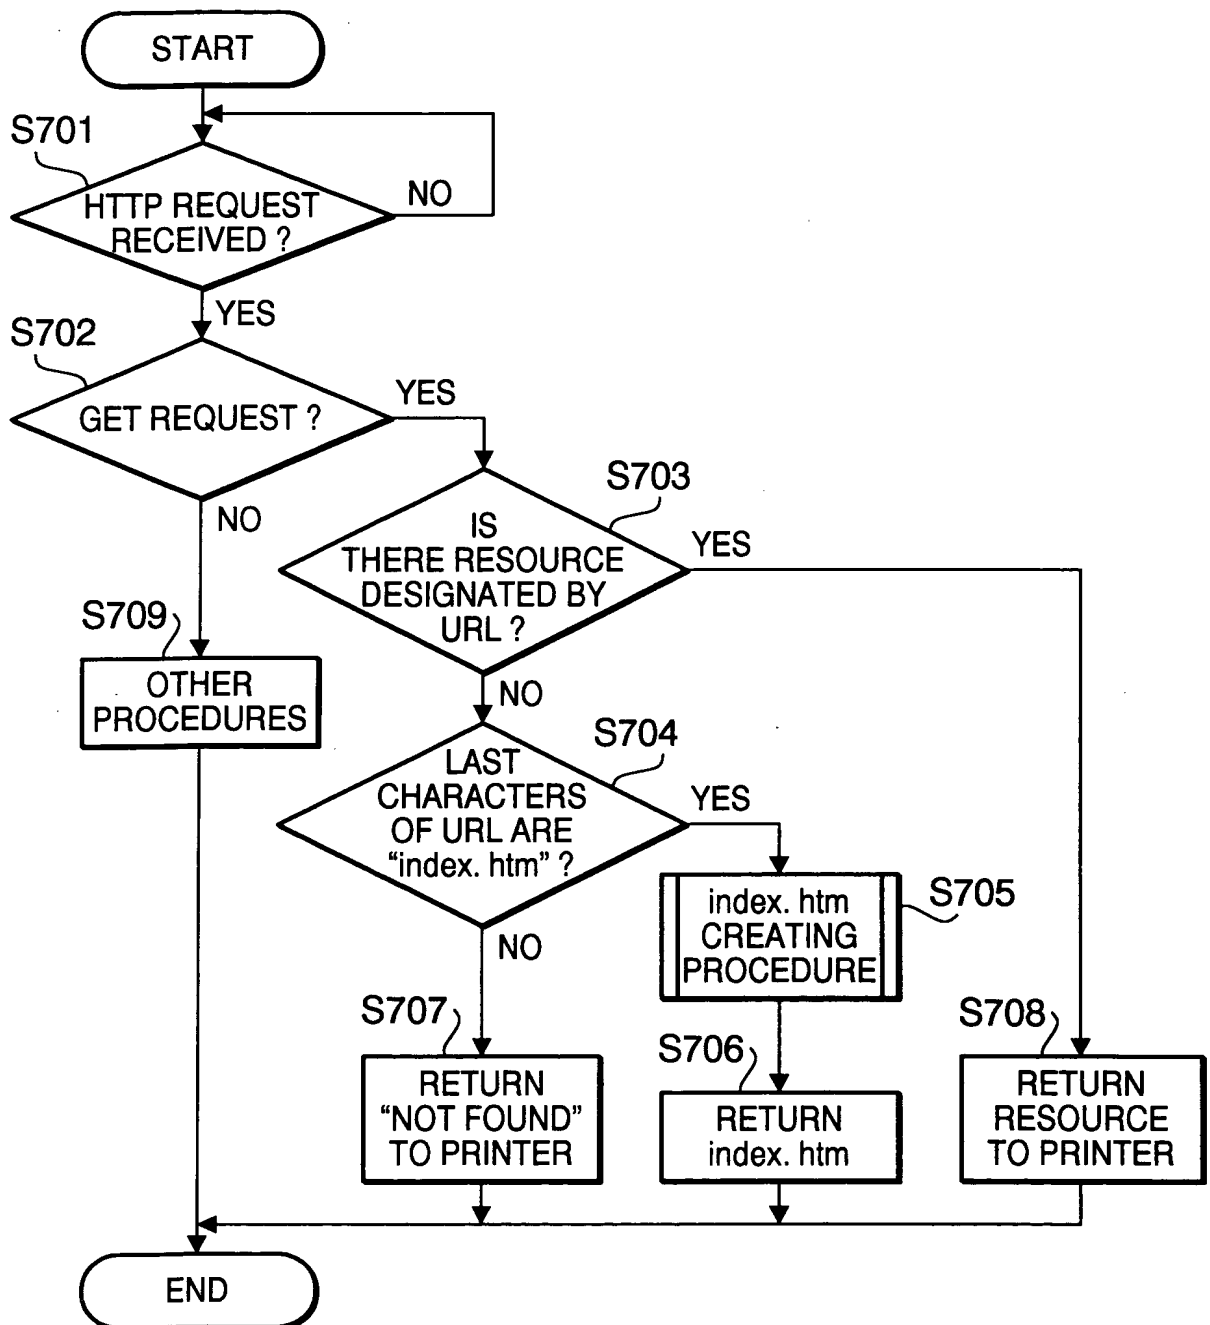 START
S701
HTTP REQUEST
RECEIVED ?
NO
YES
S702
GET REQUEST ?
YES
NO
S703
IS
THERE RESOURCE
DESIGNATED BY
URL ?
YES
NO
S709
OTHER
PROCEDURES
S704
LAST
CHARACTERS
OF URL ARE
“index. htm” ?
YES
NO
S705
index. htm
CREATING
PROCEDURE
S707
RETURN
“NOT FOUND”
TO PRINTER
S706
RETURN
index. htm
S708
RETURN
RESOURCE
TO PRINTER
END